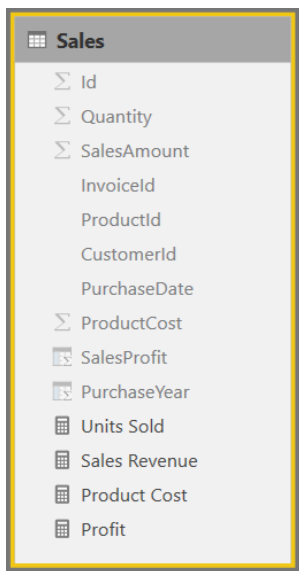 Sales
Id
Quantity
SalesAmount
InvoiceId
ProductId
CustomerId
PurchaseDate
ProductCost
SalesProfit
PurchaseYear
Units Sold
Sales Revenue
Product Cost
Profit